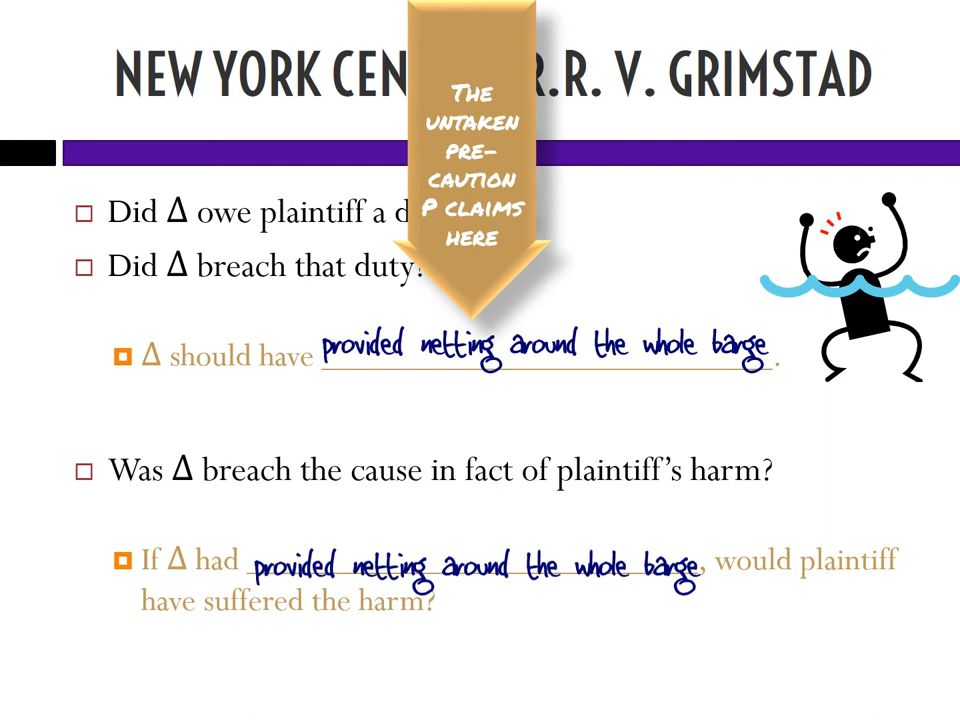 NEW YORK CEN R.R. V. GRIMSTAD
THE
UNTAKEN
PRE-
CAUTION
P CLAIMS
HERE
Did Δ owe plaintiff a d
Did Δ breach that duty?
Δ should have provided netting around the whole barge.
Was Δ breach the cause in fact of plaintiff's harm?
If Δ had provided netting around the whole barge, would plaintiff
have suffered the harm?